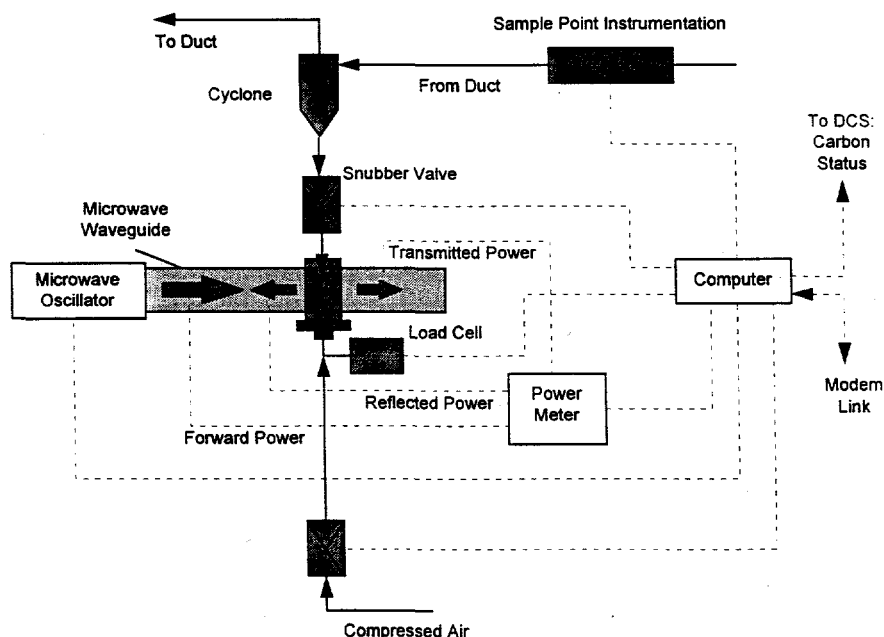 Sample Point Instrumentation
To Duct
From Duct
Cyclone
To DCS:
Carbon
Status
Snubber Valve
Microwave
Waveguide
Transmitted Power
Microwave
Oscillator
Computer
Load Cell
Reflected Power
Power
Meter
Modem
Link
Forward Power
Compressed Air